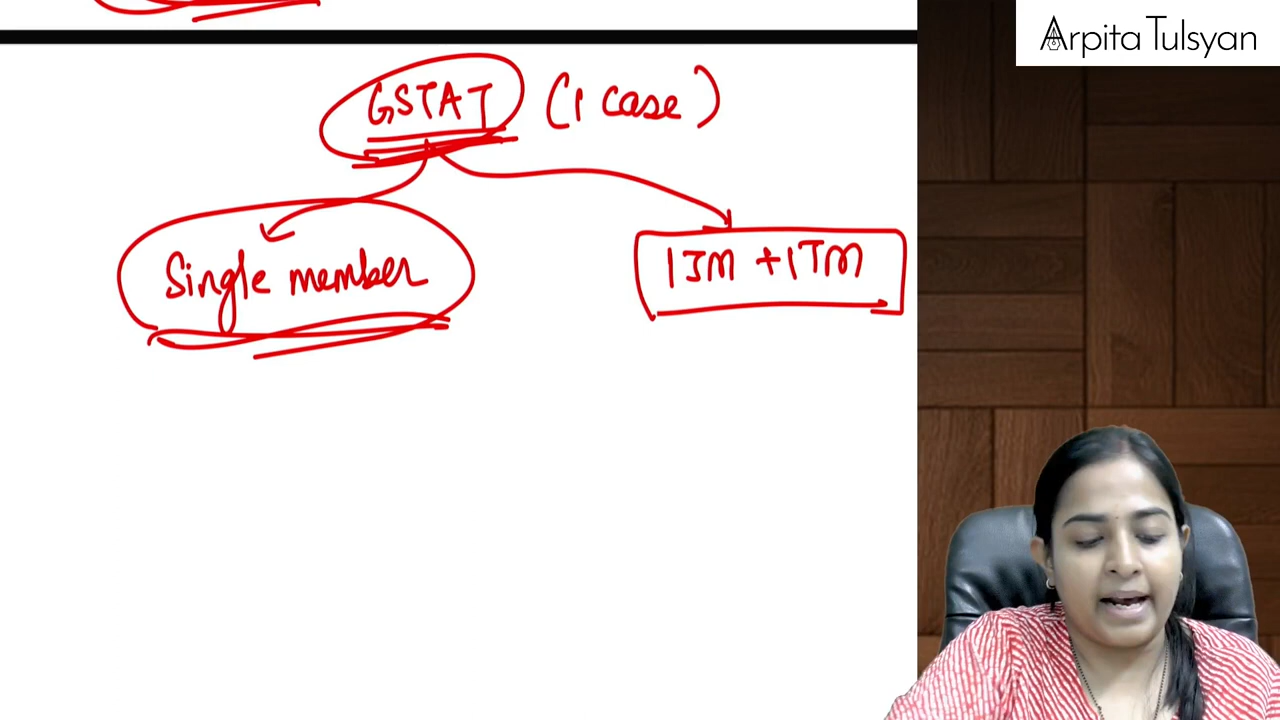 Arpita Tulsyan
GSTAT (1 case)
Single member
1JM + 1TM